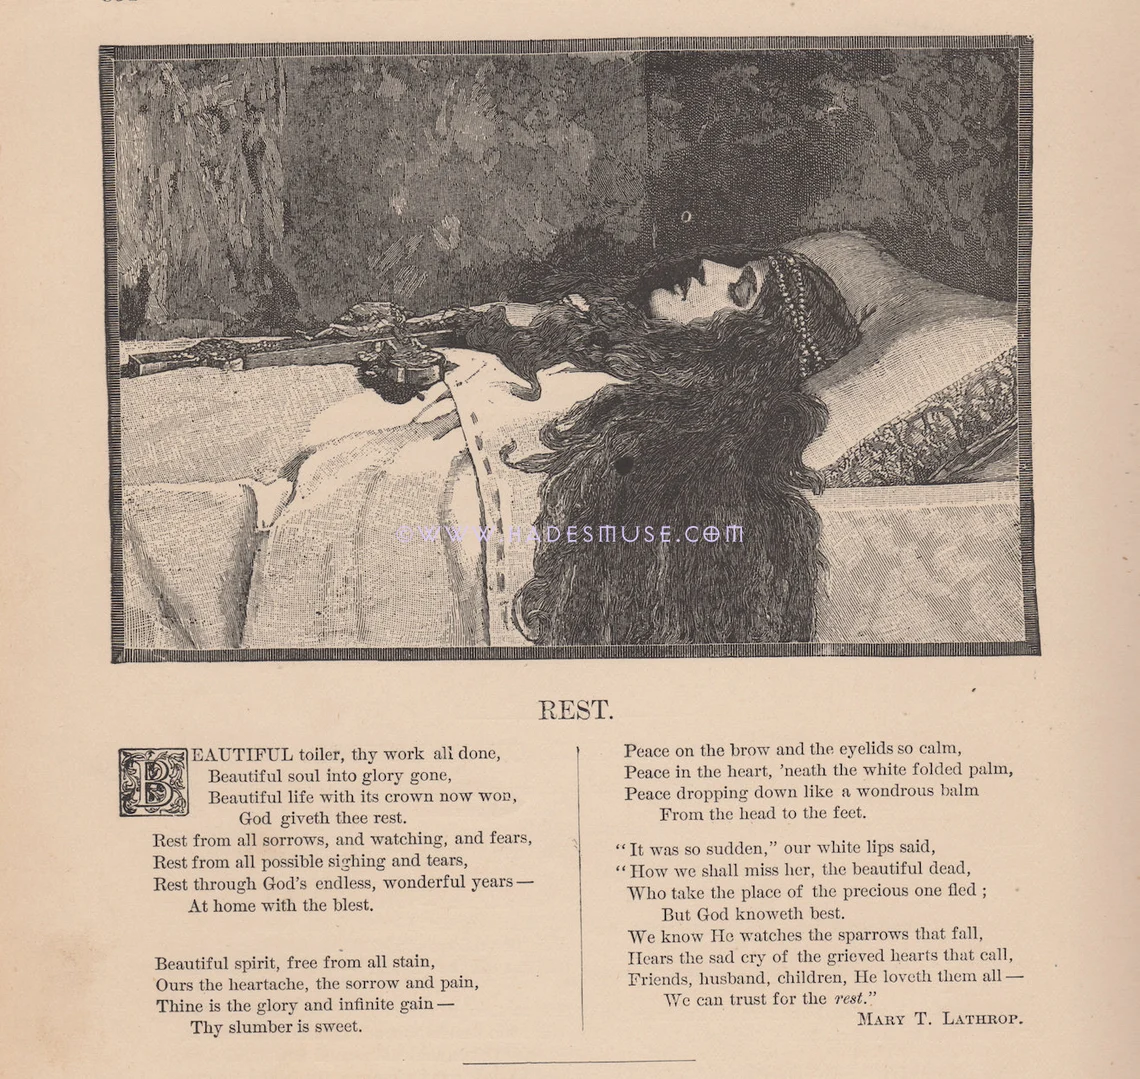 ©WWW.HADESMUSE.COM
REST.
BEAUTIFUL toiler, thy work all done,
Beautiful soul into glory gone,
Beautiful life with its crown now won,
God giveth thee rest.
Rest from all sorrows, and watching, and fears,
Rest from all possible sighing and tears,
Rest through God's endless, wonderful years—
At home with the blest.
Beautiful spirit, free from all stain,
Ours the heartache, the sorrow and pain,
Thine is the glory and infinite gain—
Thy slumber is sweet.
Peace on the brow and the eyelids so calm,
Peace in the heart, 'neath the white folded palm,
Peace dropping down like a wondrous balm
From the head to the feet.
"It was so sudden," our white lips said,
"How we shall miss her, the beautiful dead,
Who take the place of the precious one fled;
But God knoweth best.
We know He watches the sparrows that fall,
Hears the sad cry of the grieved hearts that call,
Friends, husband, children, He loveth them all—
We can trust for the rest."
MARY T. LATHROP.